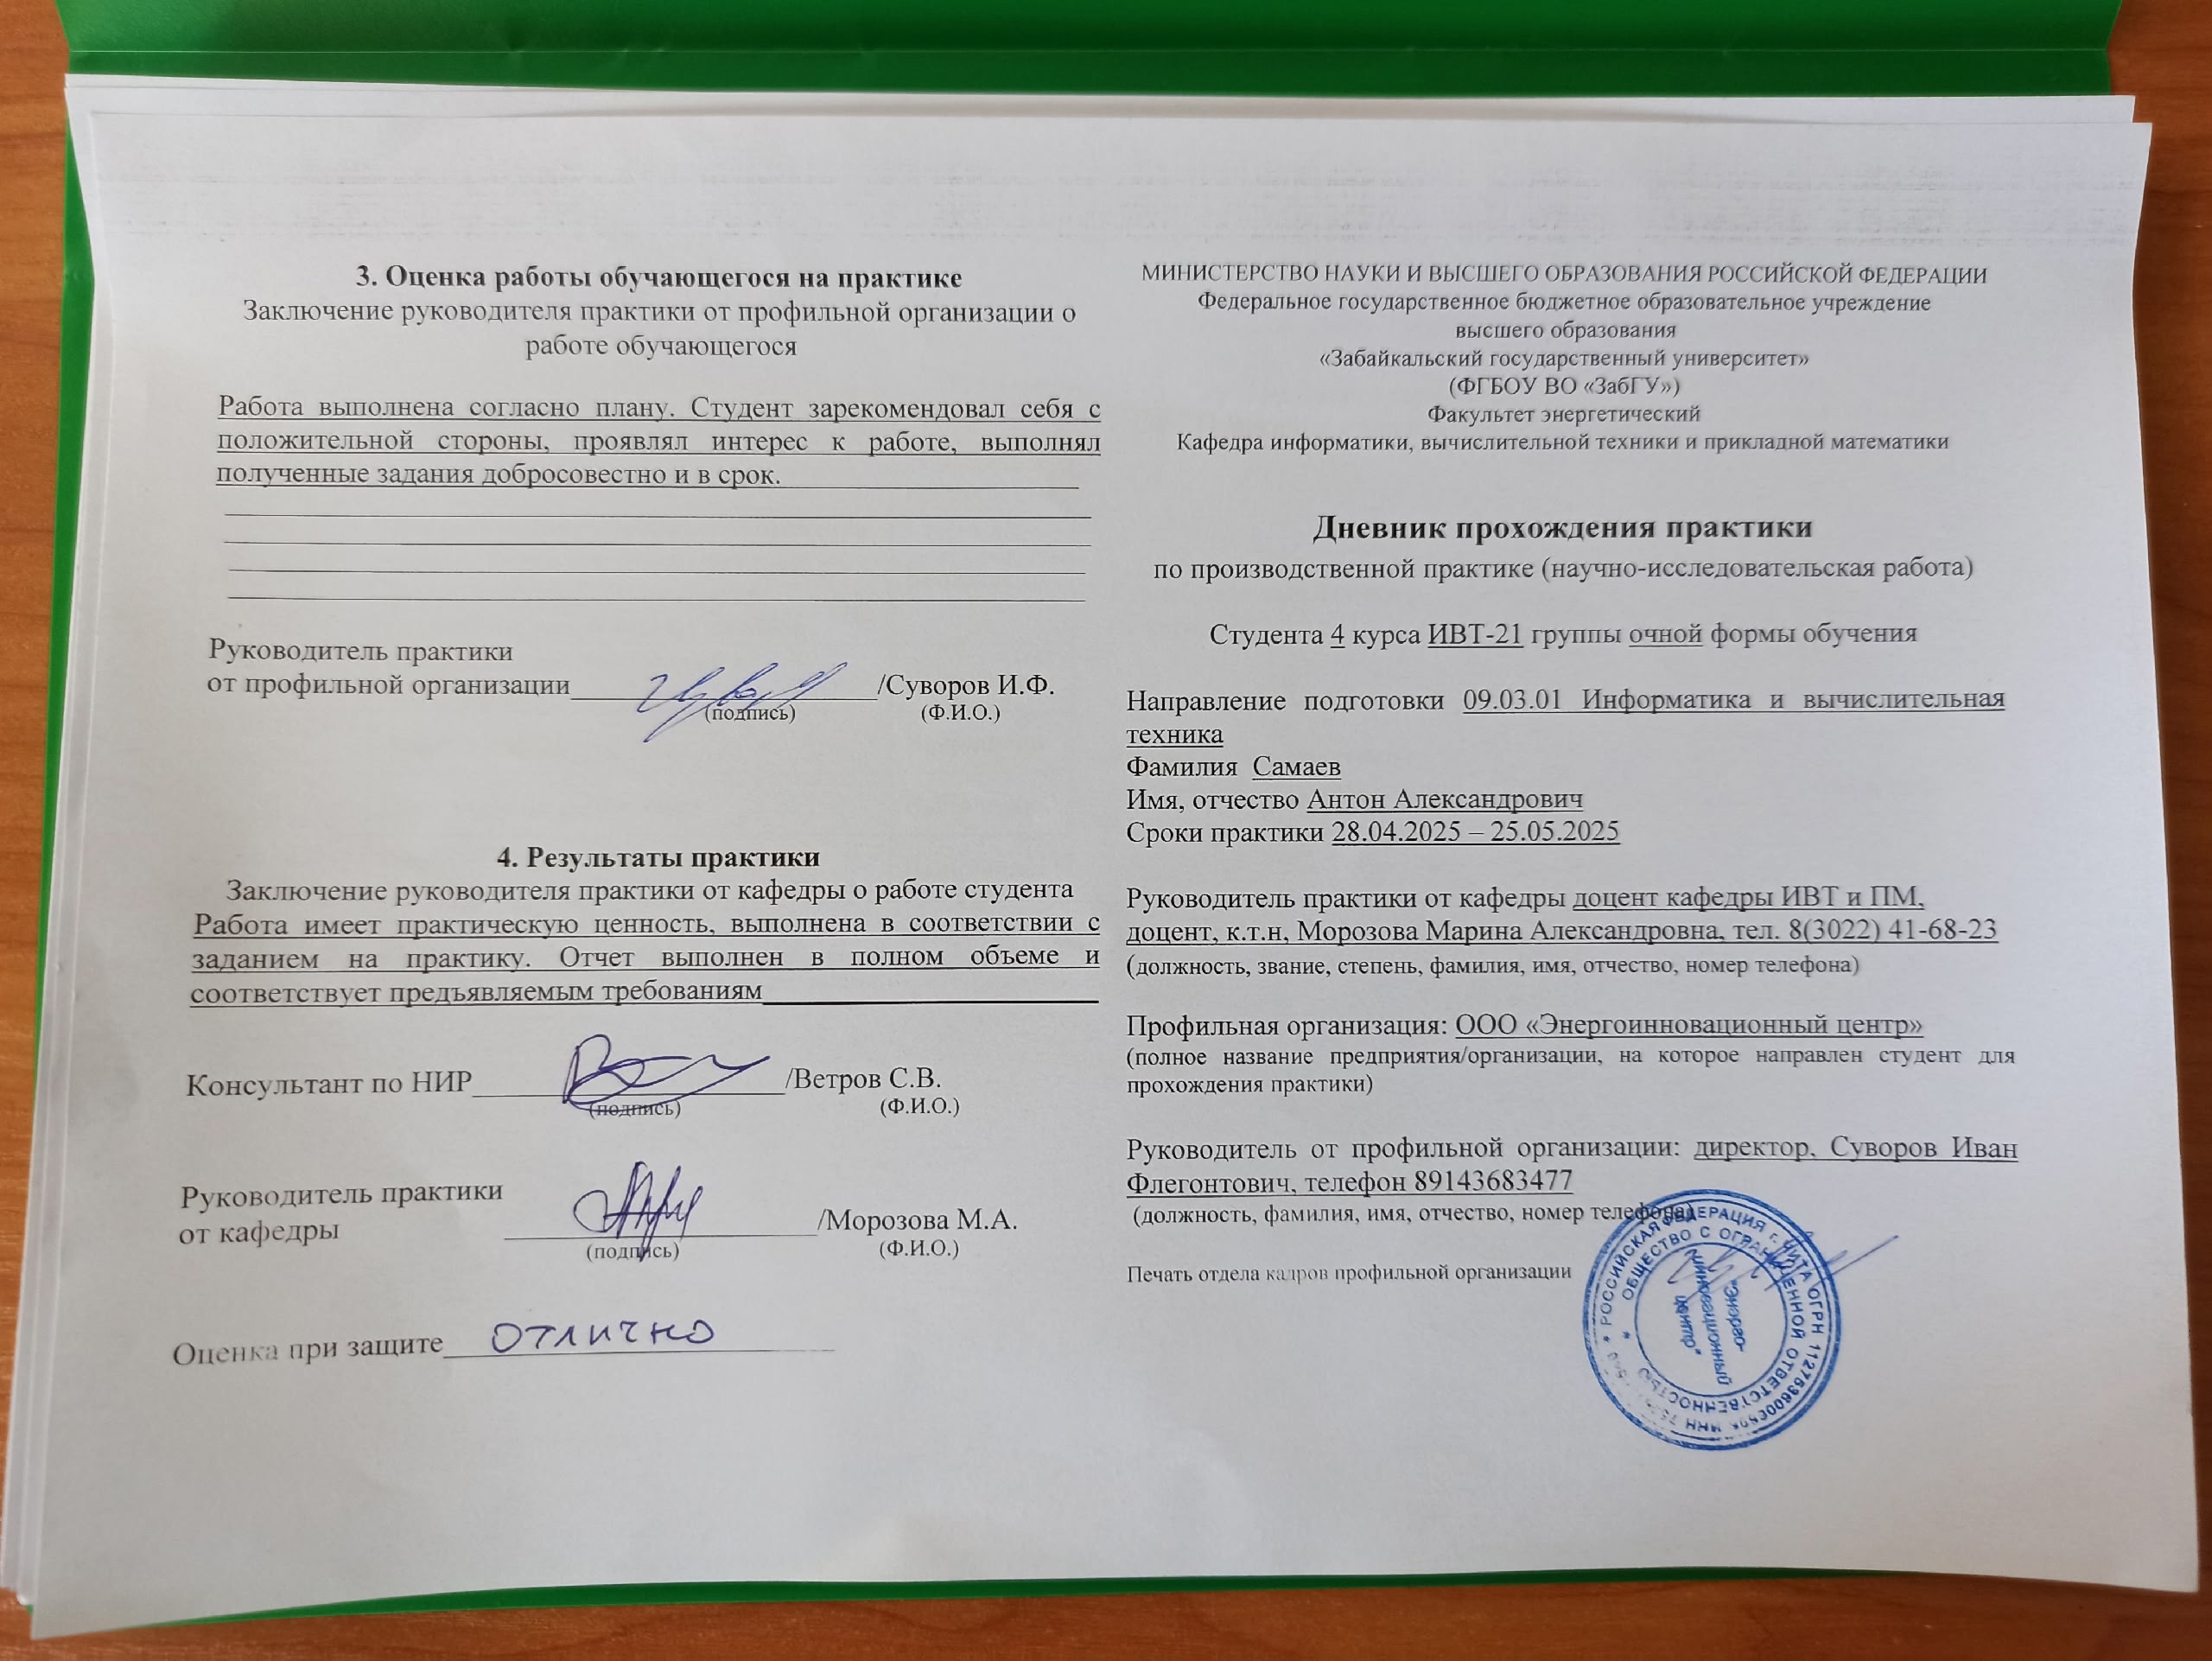 3. Оценка работы обучающегося на практике
Заключение руководителя практики от профильной организации о
работе обучающегося
Работа выполнена согласно плану. Студент зарекомендовал себя с
положительной стороны, проявлял интерес к работе, выполнял
полученные задания добросовестно и в срок.
Руководитель практики
от профильной организации /Суворов И.Ф.
(подпись) (Ф.И.О.)
4. Результаты практики
Заключение руководителя практики от кафедры о работе студента
Работа имеет практическую ценность, выполнена в соответствии с
заданием на практику. Отчет выполнен в полном объеме и
соответствует предъявляемым требованиям
Консультант по НИР /Ветров С.В.
(подпись) (Ф.И.О.)
Руководитель практики
от кафедры /Морозова М.А.
(подпись) (Ф.И.О.)
Оценка при защите отлично
МИНИСТЕРСТВО НАУКИ И ВЫСШЕГО ОБРАЗОВАНИЯ РОССИЙСКОЙ ФЕДЕРАЦИИ
Федеральное государственное бюджетное образовательное учреждение
высшего образования
«Забайкальский государственный университет»
(ФГБОУ ВО «ЗабГУ»)
Факультет энергетический
Кафедра информатики, вычислительной техники и прикладной математики
Дневник прохождения практики
по производственной практике (научно-исследовательская работа)
Студента 4 курса ИВТ-21 группы очной формы обучения
Направление подготовки 09.03.01 Информатика и вычислительная
техника
Фамилия Самаев
Имя, отчество Антон Александрович
Сроки практики 28.04.2025 – 25.05.2025
Руководитель практики от кафедры доцент кафедры ИВТ и ПМ,
доцент, к.т.н, Морозова Марина Александровна, тел. 8(3022) 41-68-23
(должность, звание, степень, фамилия, имя, отчество, номер телефона)
Профильная организация: ООО «Энергоинновационный центр»
(полное название предприятия/организации, на которое направлен студент для
прохождения практики)
Руководитель от профильной организации: директор, Суворов Иван
Флегонтович, телефон 89143683477
(должность, фамилия, имя, отчество, номер телефона)
Печать отдела кадров профильной организации
РОССИЙСКАЯ ФЕДЕРАЦИЯ г. ЧИТА ОГРН ИНН
ОБЩЕСТВО С ОГРАНИЧЕННОЙ ОТВЕТСТВЕННОСТЬЮ
"Энерго-
инновационный
центр"